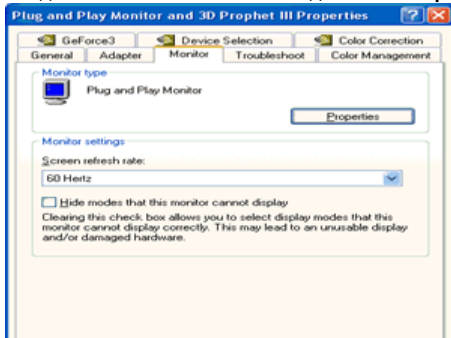 Plug and Play Monitor and 3D Prophet III Properties
GeForce3 Device Selection Color Correction
General Adapter Monitor Troubleshoot Color Management
Monitor type
Plug and Play Monitor
Properties
Monitor settings
Screen refresh rate:
60 Hertz
Hide modes that this monitor cannot display
Clearing this check box allows you to select display modes that this
monitor cannot display correctly. This may lead to an unusable display
and/or damaged hardware.